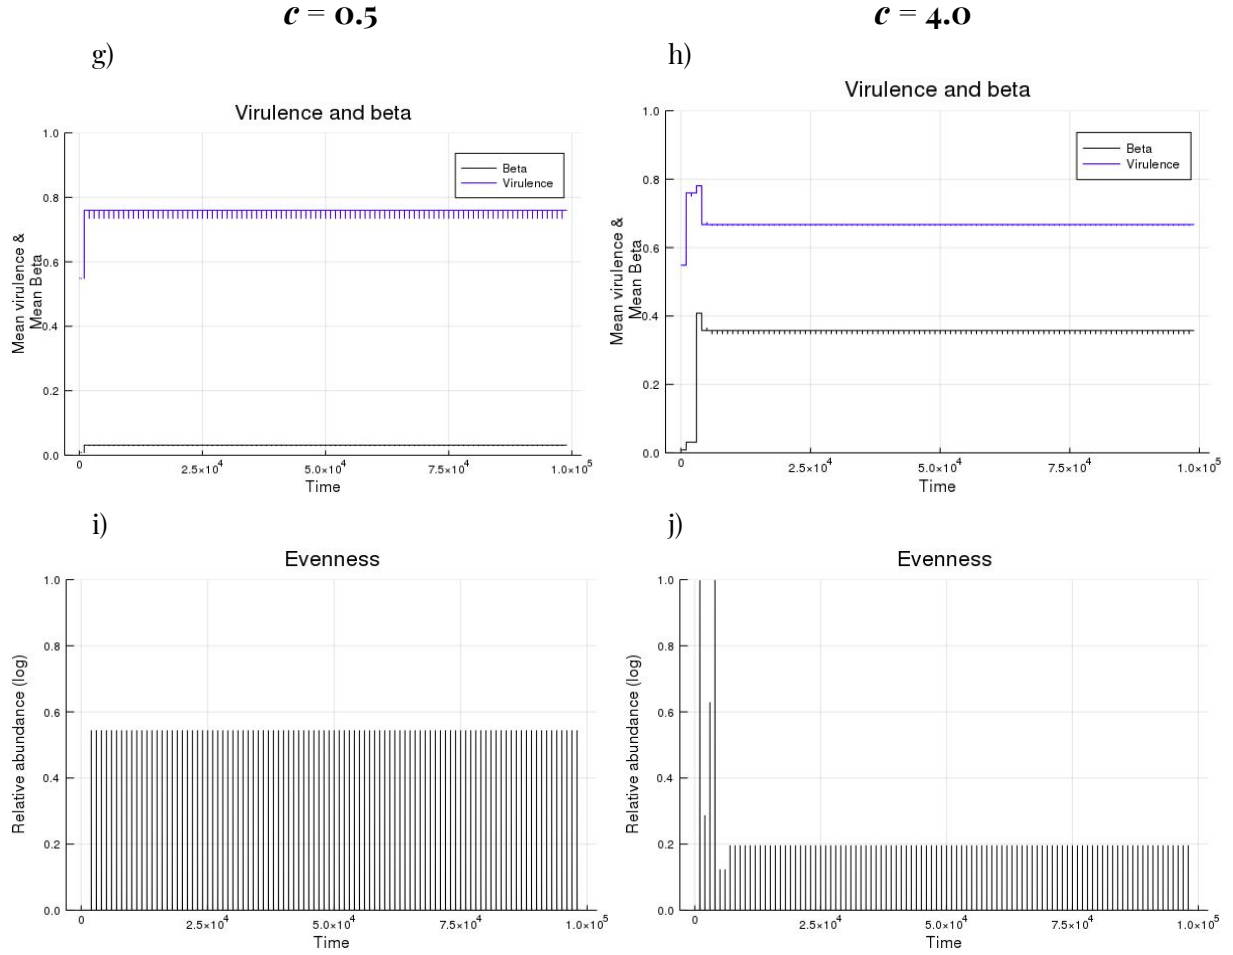 c = 0.5
c = 4.0
g)
h)
Virulence and beta
Mean virulence &
Mean Beta
1.0
0.8
0.6
0.4
0.2
0.0
Beta
Virulence
0
2.5×10⁴
5.0×10⁴
7.5×10⁴
1.0×10⁵
Time
Virulence and beta
Mean virulence &
Mean Beta
1.0
0.8
0.6
0.4
0.2
0.0
Beta
Virulence
0
2.5×10⁴
5.0×10⁴
7.5×10⁴
1.0×10⁵
Time
i)
j)
Evenness
Relative abundance (log)
1.0
0.8
0.6
0.4
0.2
0.0
0
2.5×10⁴
5.0×10⁴
7.5×10⁴
1.0×10⁵
Time
Evenness
Relative abundance (log)
1.0
0.8
0.6
0.4
0.2
0.0
0
2.5×10⁴
5.0×10⁴
7.5×10⁴
1.0×10⁵
Time